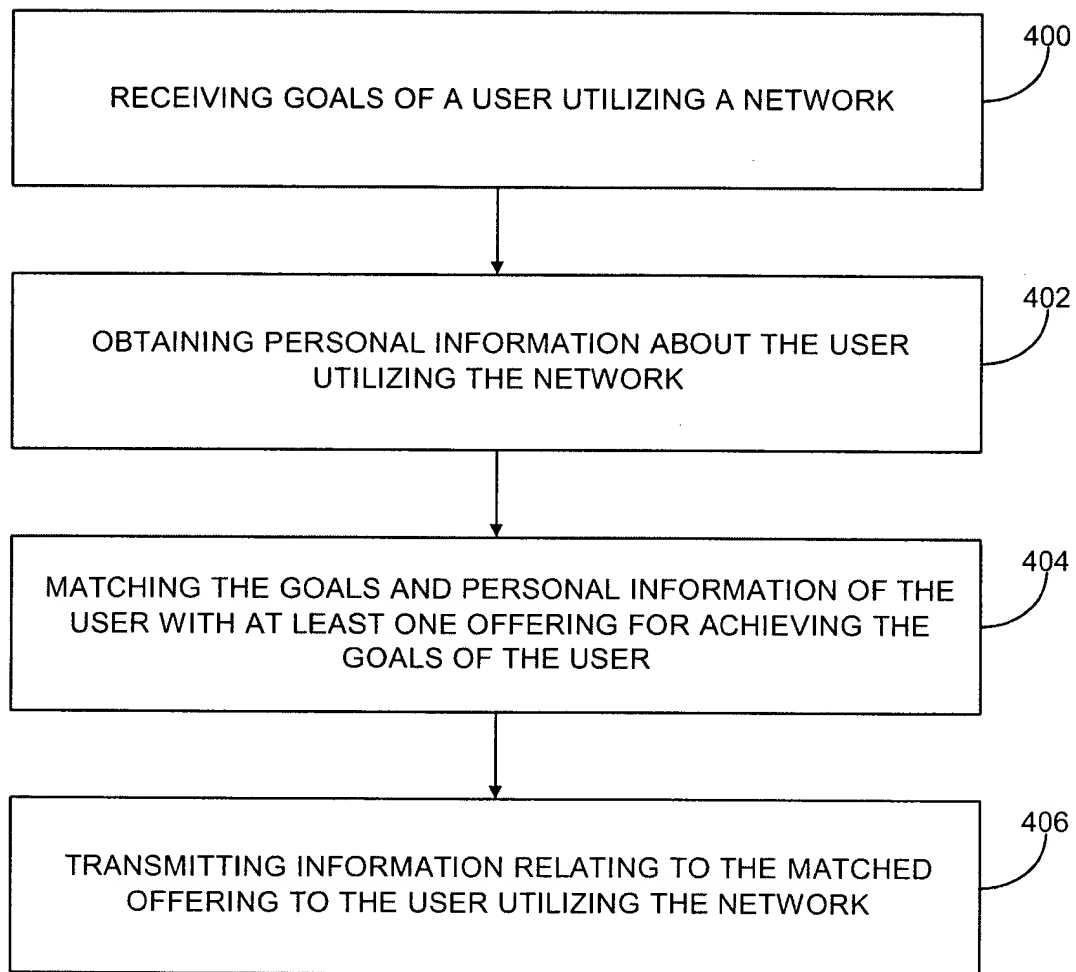 400
RECEIVING GOALS OF A USER UTILIZING A NETWORK
402
OBTAINING PERSONAL INFORMATION ABOUT THE USER
UTILIZING THE NETWORK
404
MATCHING THE GOALS AND PERSONAL INFORMATION OF THE
USER WITH AT LEAST ONE OFFERING FOR ACHIEVING THE
GOALS OF THE USER
406
TRANSMITTING INFORMATION RELATING TO THE MATCHED
OFFERING TO THE USER UTILIZING THE NETWORK